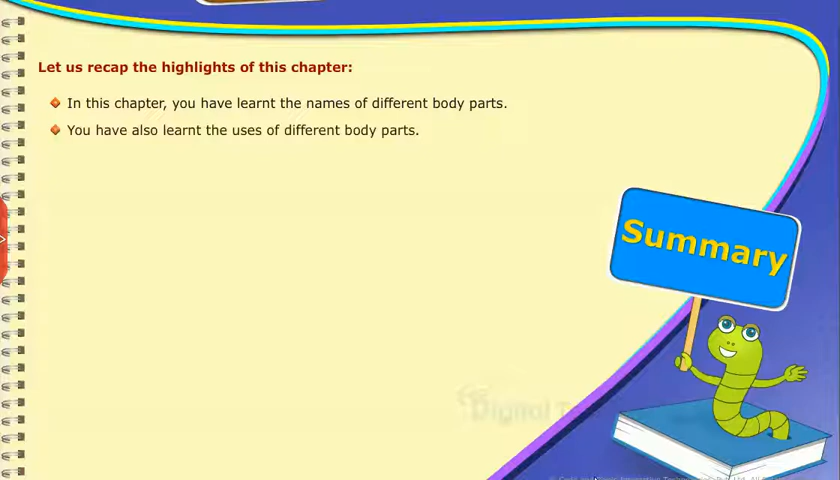 Let us recap the highlights of this chapter:
In this chapter, you have learnt the names of different body parts.
You have also learnt the uses of different body parts.
Summary
Digital